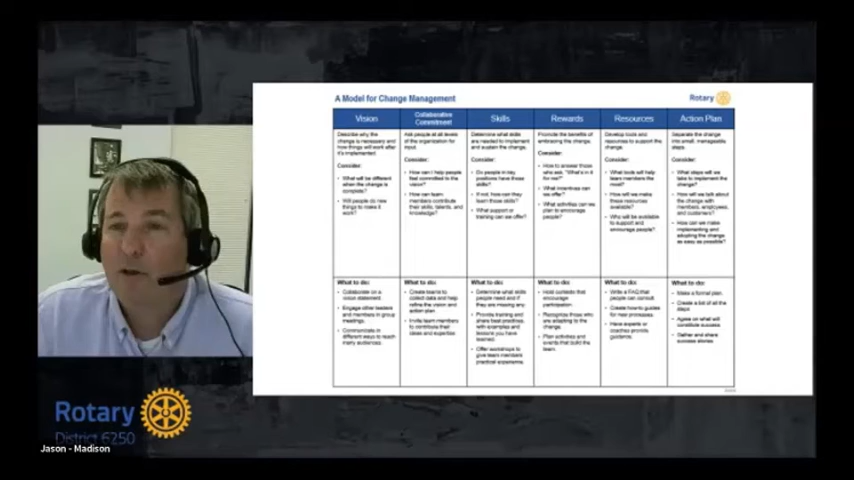 A Model for Change Management
Rotary
Vision
Describe why the
change is necessary and
how things will work after
it's implemented.
Consider:
• What will be different
when the change is
complete?
• Will people do new
things to make it
work?
What to do:
• Collaborate on a
vision statement.
• Engage other leaders
and members in group
meetings.
• Communicate in
different ways to reach
many audiences.
Collaborative
Commitment
Ask people at all levels of
the organization for
input.
Consider:
• How can I help people
feel committed to the
vision?
• How can team
members contribute
their skills, talents, and
knowledge?
What to do:
• Create teams to
collect data and help
refine the vision and
action plan.
• Invite team members
to contribute their
ideas and expertise.
Skills
Determine what skills
are needed to implement
and sustain the change.
Consider:
• Do people in key
positions have those
skills?
• If not, how can they
learn those skills?
• What support or
training can we offer?
What to do:
• Determine what skills
people need and if
they are missing any.
• Provide training and
share best practices,
with examples and
lessons you have
learned.
• Offer workshops to
give team members
practical experience.
Rewards
Promote the benefits of
embracing the change.
Consider:
• How to answer those
who ask, "What's in it
for me?"
• What incentives can
we offer?
• What activities can we
plan to encourage
people?
What to do:
• Hold contests that
encourage
participation.
• Recognize those who
are adapting to the
change.
• Plan activities and
events that build the
team.
Resources
Develop tools and
resources to support the
change.
Consider:
• What tools will help
team members the
most?
• How will we make
these resources
available?
• Who will be available
to support and
encourage people?
What to do:
• Write a FAQ that
people can consult.
• Create how-to guides
for new processes.
• Have experts or
coaches provide
guidance.
Action Plan
Separate the change
into small, manageable
steps.
Consider:
• What steps will we
take to implement the
change?
• How will we talk about
the change with
members, employees,
and customers?
• How can we make
implementing and
adopting the change
as easy as possible?
What to do:
• Make a formal plan.
• Create a list of all the
steps.
• Agree on what will
constitute success.
• Gather and share
success stories.
Rotary
District 6250
Jason - Madison